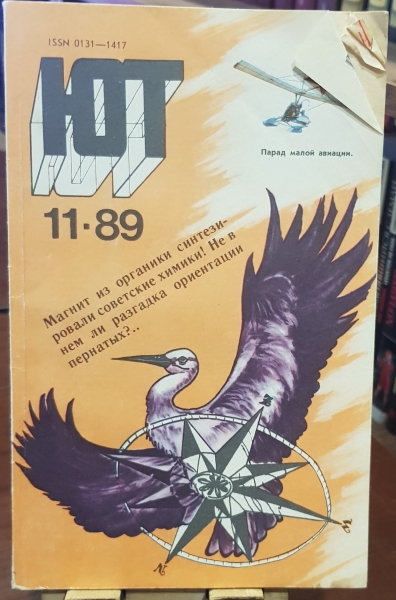 ISSN 0131—1417
ЮТ
11·89
Парад малой авиации.
Магнит из органики синтези-
ровали советские химики! Не в
нем ли разгадка ориентации
пернатых?..